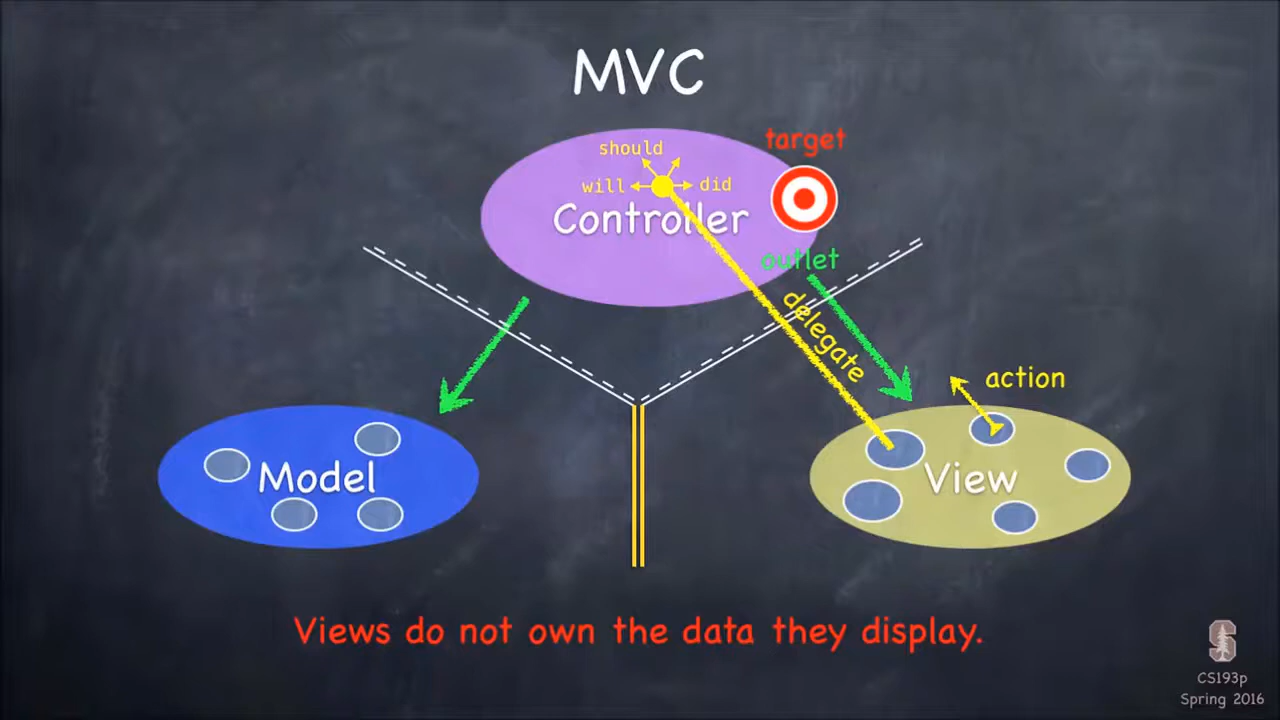 MVC
target
should
will
did
Controller
outlet
delegate
action
Model
View
Views do not own the data they display.
S
CS193p
Spring 2016